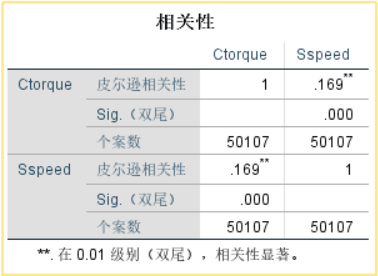 相关性
Ctorque Sspeed
Ctorque 皮尔逊相关性 1 .169**
Sig.（双尾） .000
个案数 50107 50107
Sspeed 皮尔逊相关性 .169** 1
Sig.（双尾） .000
个案数 50107 50107
**. 在 0.01 级别（双尾），相关性显著。